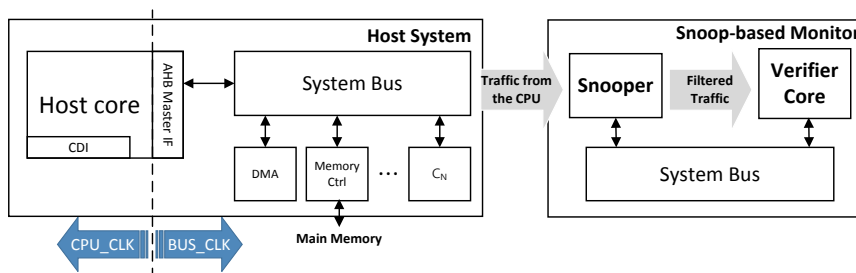 Host System
Host core
CDI
AHB Master IF
System Bus
DMA
Memory
Ctrl
...
C_N
Main Memory
CPU_CLK
BUS_CLK
Traffic from
the CPU
Snoop-based Monitor
Snooper
Filtered
Traffic
Verifier
Core
System Bus